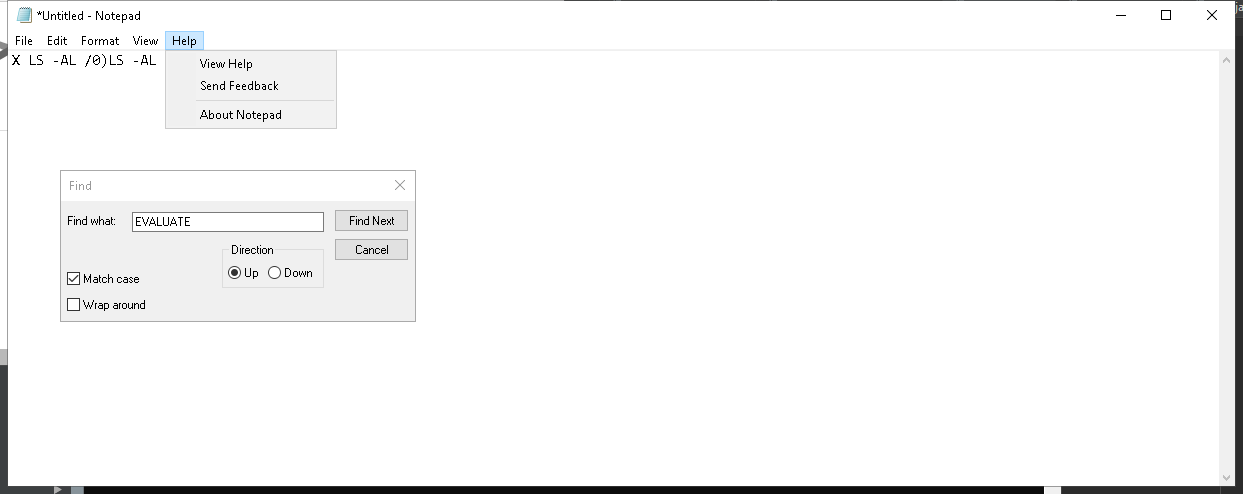 *Untitled - Notepad
File Edit Format View Help
X LS -AL /0)LS -AL
View Help
Send Feedback
About Notepad
Find
Find what: EVALUATE Find Next
Direction Cancel
Up Down
Match case
Wrap around